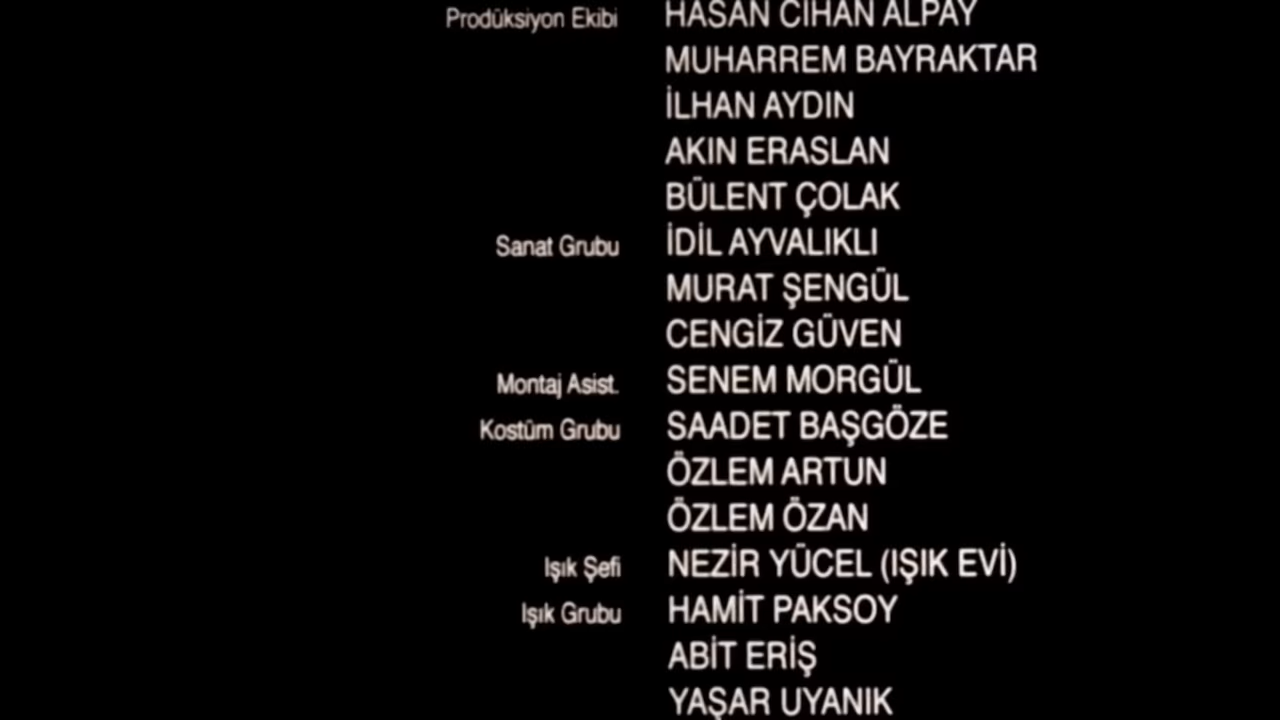 Prodüksiyon Ekibi HASAN CİHAN ALPAY
MUHARREM BAYRAKTAR
İLHAN AYDIN
AKIN ERASLAN
BÜLENT ÇOLAK
Sanat Grubu İDİL AYVALIKLI
MURAT ŞENGÜL
CENGİZ GÜVEN
Montaj Asist. SENEM MORGÜL
Kostüm Grubu SAADET BAŞGÖZE
ÖZLEM ARTUN
ÖZLEM ÖZAN
Işık Şefi NEZİR YÜCEL (IŞIK EVİ)
Işık Grubu HAMİT PAKSOY
ABİT ERİŞ
YAŞAR UYANIK